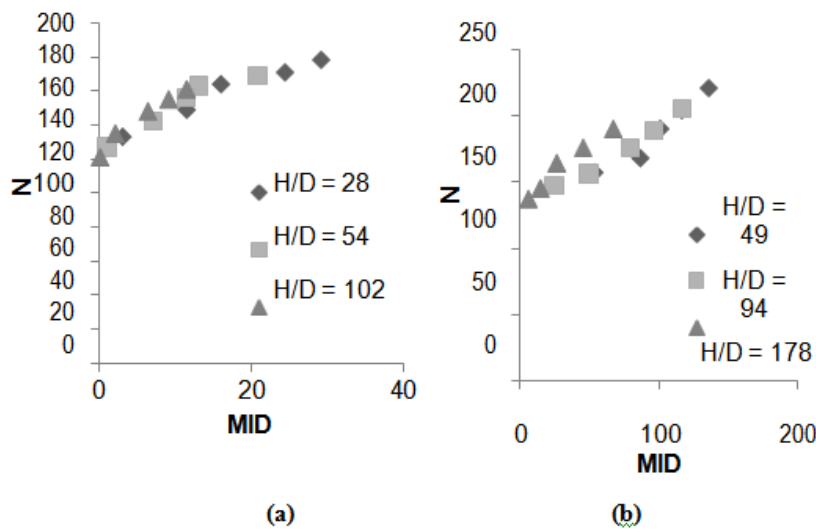 200
180
160
140
120
100
80
60
40
20
0
N
H/D = 28
H/D = 54
H/D = 102
0 20 40
MID
(a)
250
200
150
100
50
0
N
H/D =
49
H/D =
94
H/D = 178
0 100 200
MID
(b)